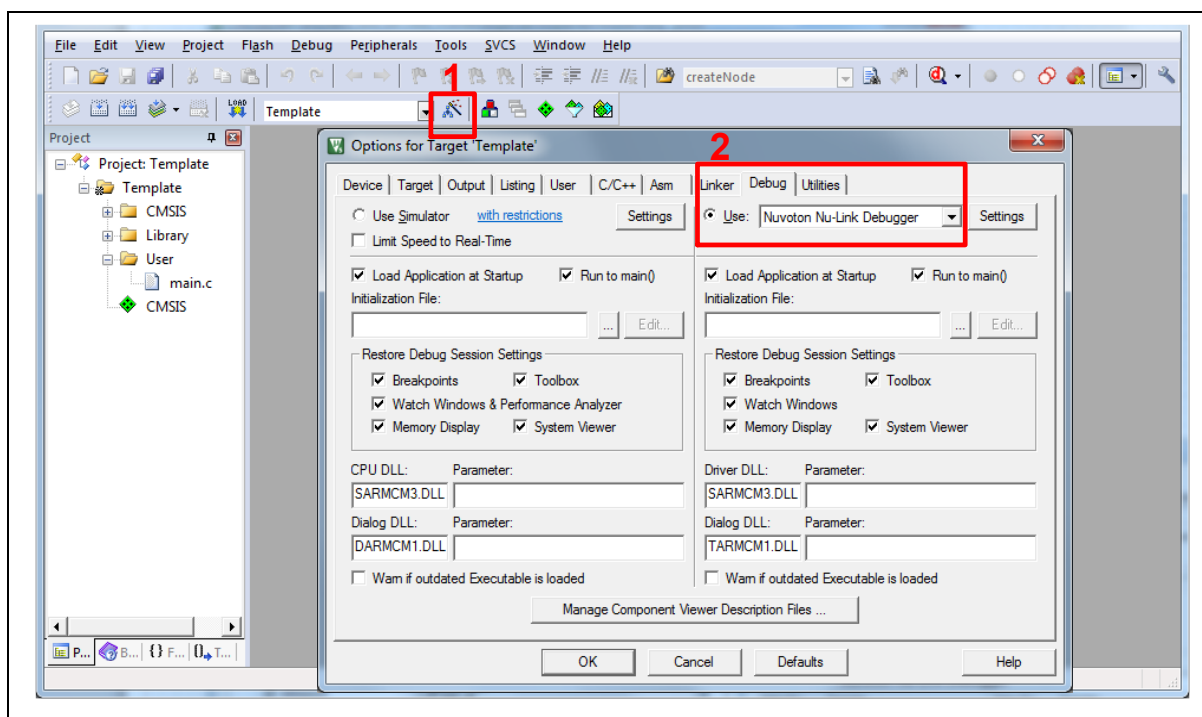 File Edit View Project Flash Debug Peripherals Tools SVCS Window Help
1
createNode
LOAD
Template
Project
Project: Template
Template
CMSIS
Library
User
main.c
CMSIS
P... B... {} F... 0 T...
Options for Target 'Template'
2
Device Target Output Listing User C/C++ Asm Linker Debug Utilities
Use Simulator with restrictions Settings Use: Nuvoton Nu-Link Debugger Settings
Limit Speed to Real-Time
Load Application at Startup Run to main() Load Application at Startup Run to main()
Initialization File: Initialization File:
... Edit... ... Edit...
Restore Debug Session Settings Restore Debug Session Settings
Breakpoints Toolbox Breakpoints Toolbox
Watch Windows & Performance Analyzer Watch Windows
Memory Display System Viewer Memory Display System Viewer
CPU DLL: Parameter: Driver DLL: Parameter:
SARMCM3.DLL SARMCM3.DLL
Dialog DLL: Parameter: Dialog DLL: Parameter:
DARMCM1.DLL TARMCM1.DLL
Warn if outdated Executable is loaded Warn if outdated Executable is loaded
Manage Component Viewer Description Files ...
OK Cancel Defaults Help